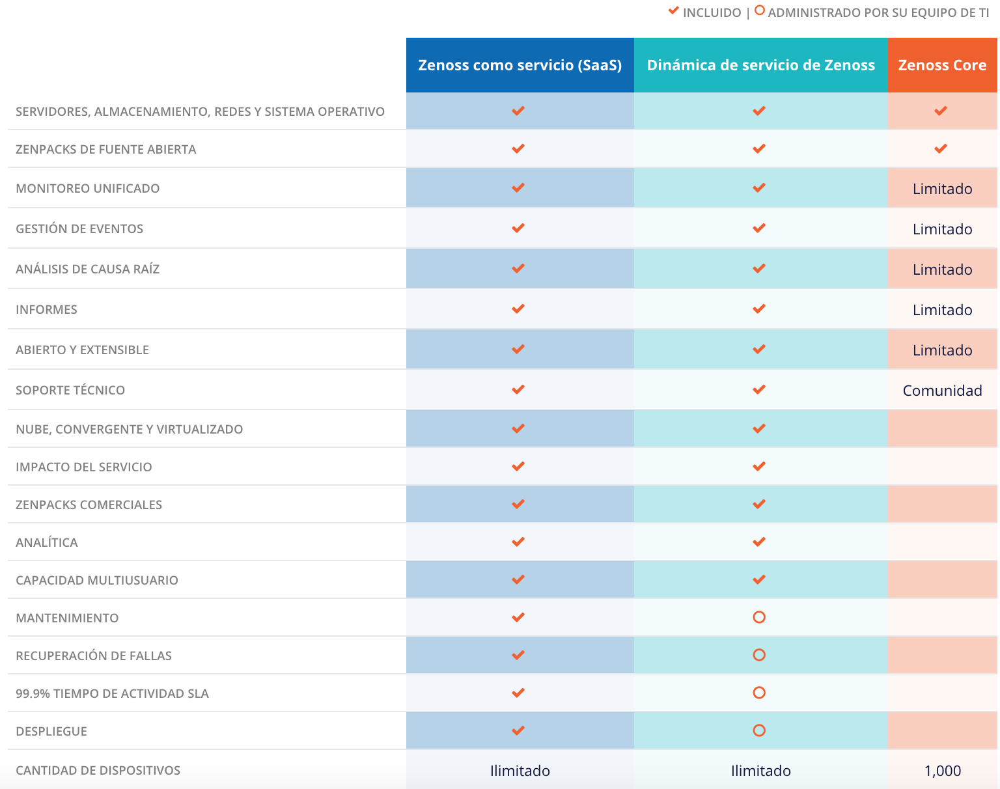 ✔ INCLUIDO | O ADMINISTRADO POR SU EQUIPO DE TI
Zenoss como servicio (SaaS) Dinámica de servicio de Zenoss Zenoss Core
SERVIDORES, ALMACENAMIENTO, REDES Y SISTEMA OPERATIVO ✔ ✔ ✔
ZENPACKS DE FUENTE ABIERTA ✔ ✔ ✔
MONITOREO UNIFICADO ✔ ✔ Limitado
GESTIÓN DE EVENTOS ✔ ✔ Limitado
ANÁLISIS DE CAUSA RAÍZ ✔ ✔ Limitado
INFORMES ✔ ✔ Limitado
ABIERTO Y EXTENSIBLE ✔ ✔ Limitado
SOPORTE TÉCNICO ✔ ✔ Comunidad
NUBE, CONVERGENTE Y VIRTUALIZADO ✔ ✔
IMPACTO DEL SERVICIO ✔ ✔
ZENPACKS COMERCIALES ✔ ✔
ANALÍTICA ✔ ✔
CAPACIDAD MULTIUSUARIO ✔ ✔
MANTENIMIENTO ✔ O
RECUPERACIÓN DE FALLAS ✔ O
99.9% TIEMPO DE ACTIVIDAD SLA ✔ O
DESPLIEGUE ✔ O
CANTIDAD DE DISPOSITIVOS Ilimitado Ilimitado 1,000